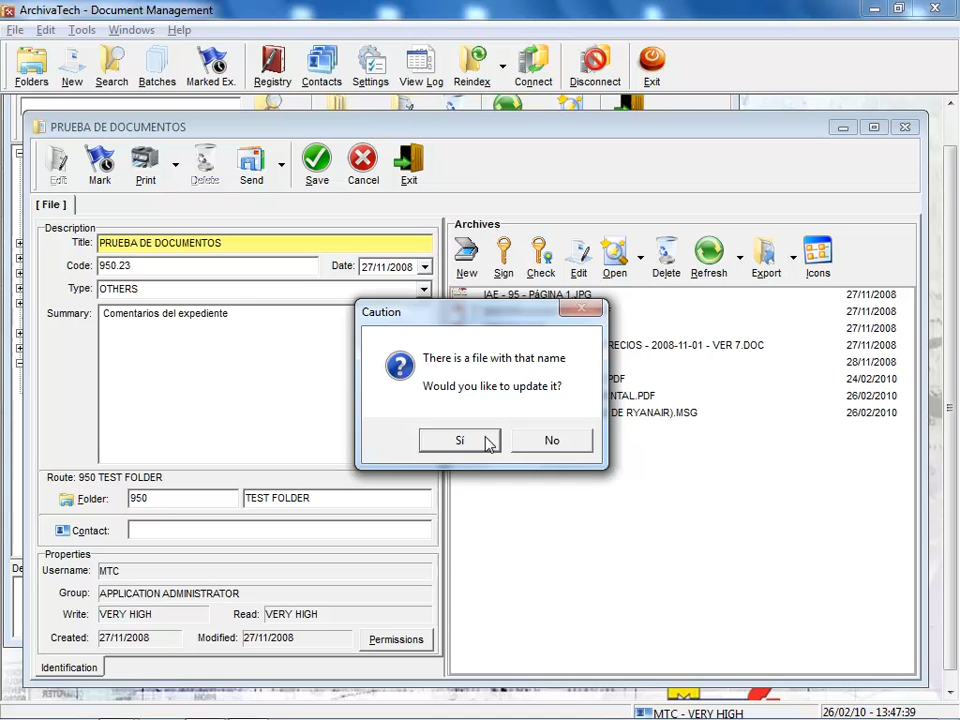 ArchivaTech - Document Management
File Edit Tools Windows Help
Folders New Search Batches Marked Ex. Registry Contacts Settings View Log Reindex Connect Disconnect Exit
PRUEBA DE DOCUMENTOS
Edit Mark Print Delete Send Save Cancel Exit
[ File ]
Description
Title: PRUEBA DE DOCUMENTOS
Code: 950.23 Date: 27/11/2008
Type: OTHERS
Summary: Comentarios del expediente
Route: 950 TEST FOLDER
Folder: 950 TEST FOLDER
Contact:
Properties
Username: MTC
Group: APPLICATION ADMINISTRATOR
Write: VERY HIGH Read: VERY HIGH
Created: 27/11/2008 Modified: 27/11/2008 Permissions
Identification
Archives
New Sign Check Edit Open Delete Refresh Export Icons
IAE - 95 - PáGINA 1.JPG 27/11/2008
27/11/2008
27/11/2008
RECIOS - 2008-11-01 - VER 7.DOC 27/11/2008
28/11/2008
PDF 24/02/2010
NTAL.PDF 26/02/2010
DE RYANAIR).MSG 26/02/2010
Caution
There is a file with that name
Would you like to update it?
Sí No
De
MTC - VERY HIGH 26/02/10 - 13:47:39